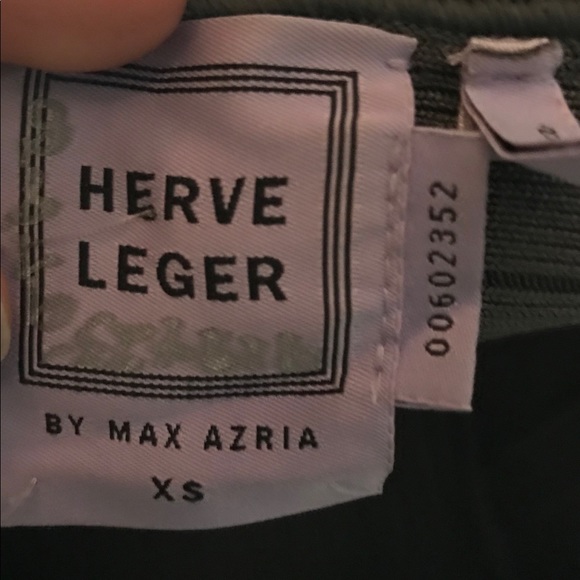 HERVE
LEGER
BY MAX AZRIA
XS
00602352